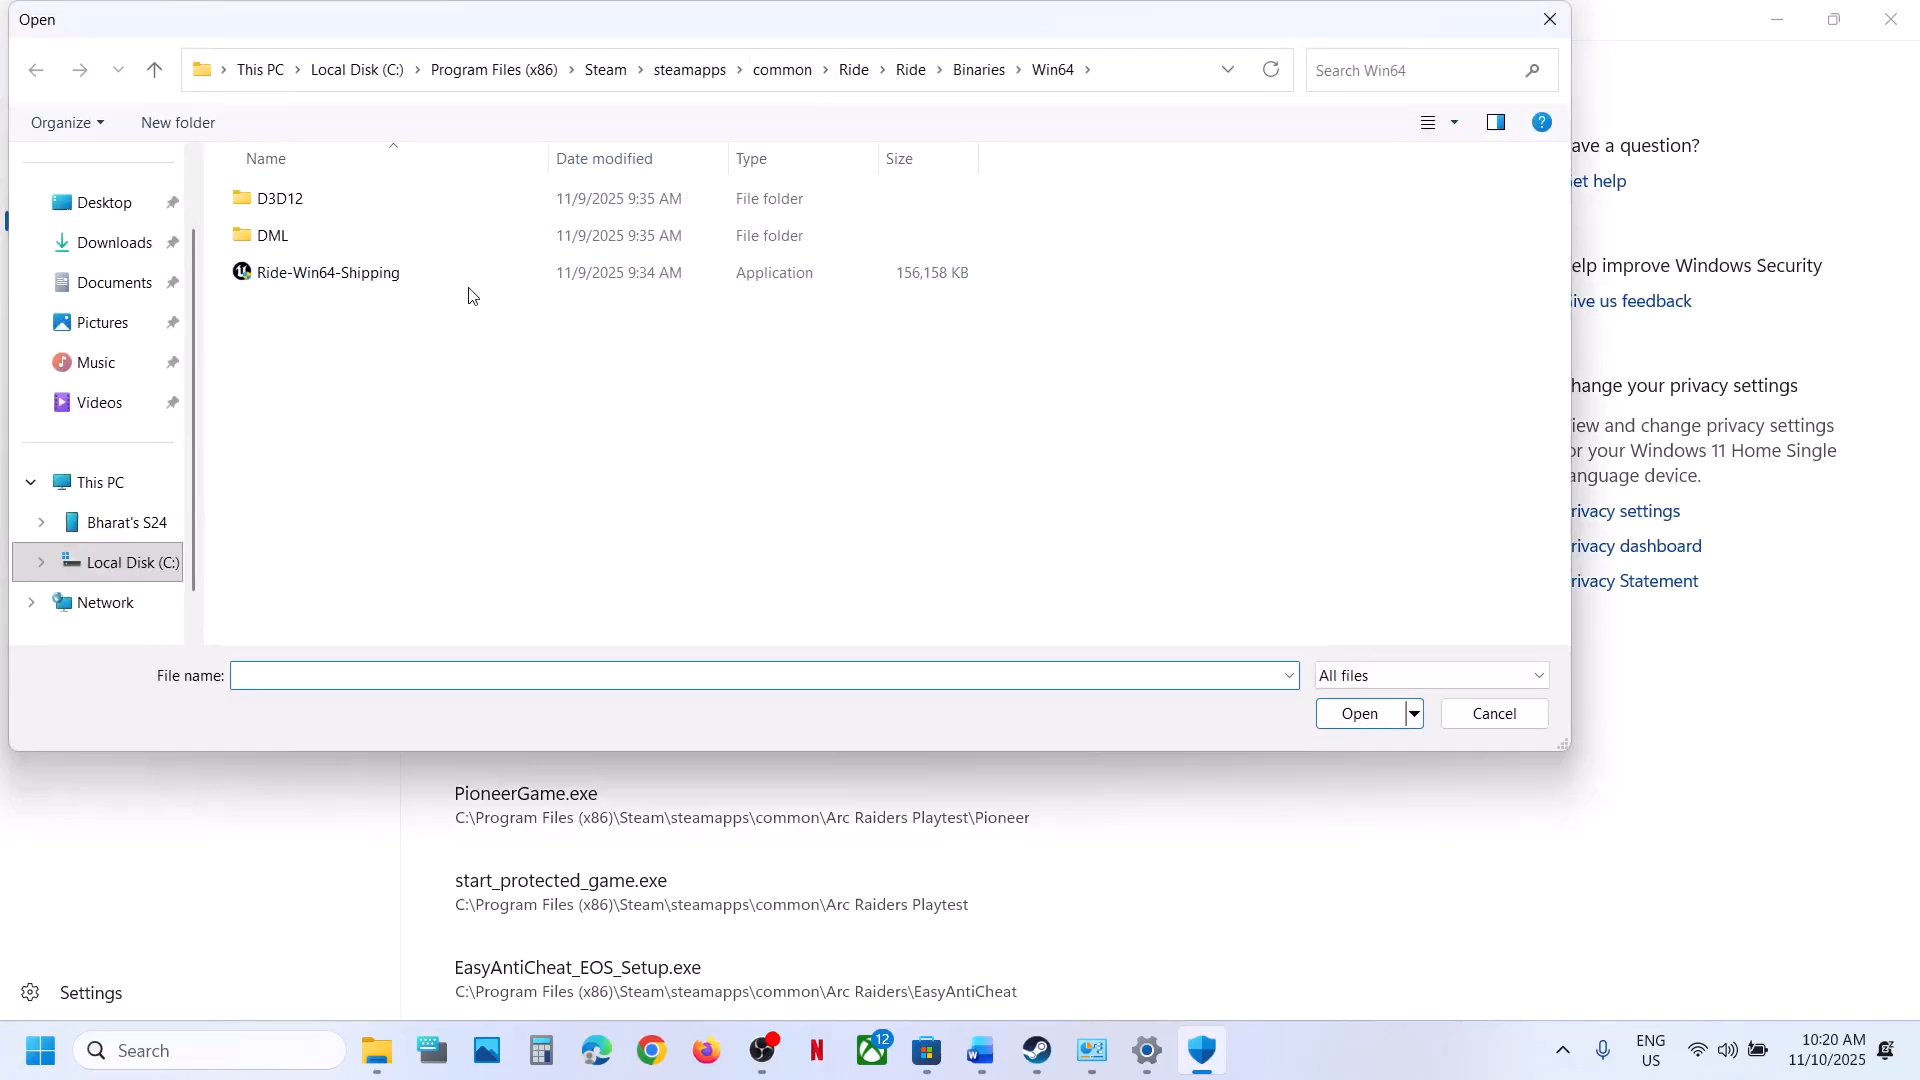 Open
This PC > Local Disk (C:) > Program Files (x86) > Steam > steamapps > common > Ride > Ride > Binaries > Win64 >
Search Win64
Organize
New folder
Name
Date modified
Type
Size
D3D12
11/9/2025 9:35 AM
File folder
DML
11/9/2025 9:35 AM
File folder
Ride-Win64-Shipping
11/9/2025 9:34 AM
Application
156,158 KB
Desktop
Downloads
Documents
Pictures
Music
Videos
This PC
Bharat's S24
Local Disk (C:)
Network
File name:
All files
Open
Cancel
ave a question?
et help
elp improve Windows Security
ive us feedback
hange your privacy settings
iew and change privacy settings
or your Windows 11 Home Single
anguage device.
rivacy settings
rivacy dashboard
rivacy Statement
PioneerGame.exe
C:\Program Files (x86)\Steam\steamapps\common\Arc Raiders Playtest\Pioneer
start_protected_game.exe
C:\Program Files (x86)\Steam\steamapps\common\Arc Raiders Playtest
EasyAntiCheat_EOS_Setup.exe
C:\Program Files (x86)\Steam\steamapps\common\Arc Raiders\EasyAntiCheat
Settings
Search
12
ENG
US
10:20 AM
11/10/2025